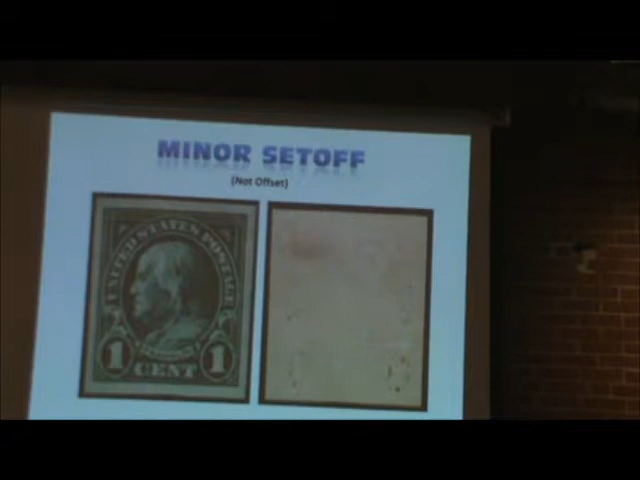 MINOR SETOFF
(Not Offset)
UNITED STATES POSTAGE
1 CENT 1